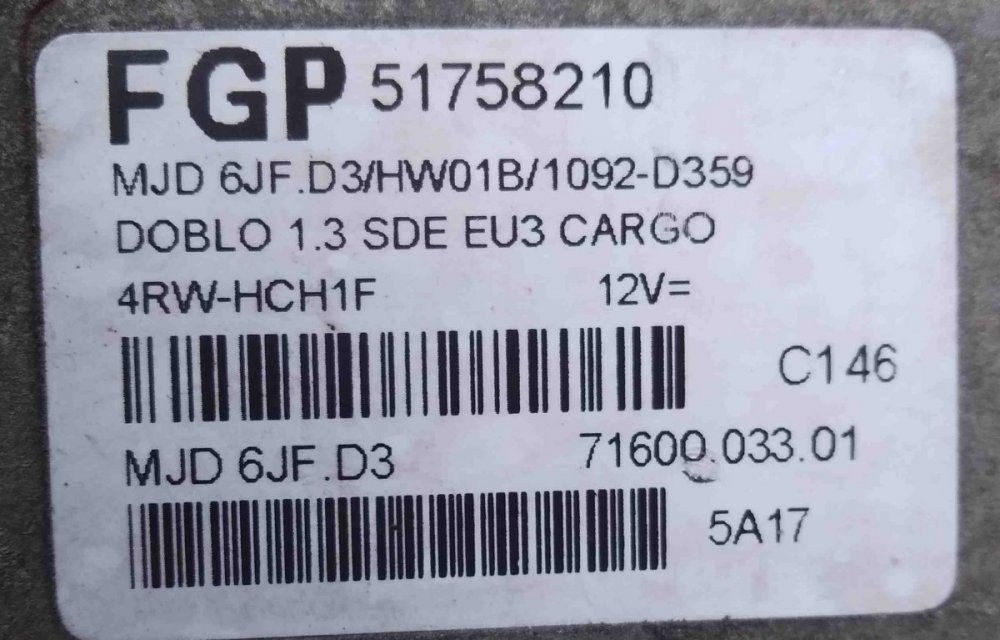 FGP 51758210
MJD 6JF.D3/HW01B/1092-D359
DOBLO 1.3 SDE EU3 CARGO
4RW-HCH1F 12V=
C146
MJD 6JF.D3 71600.033.01
5A17